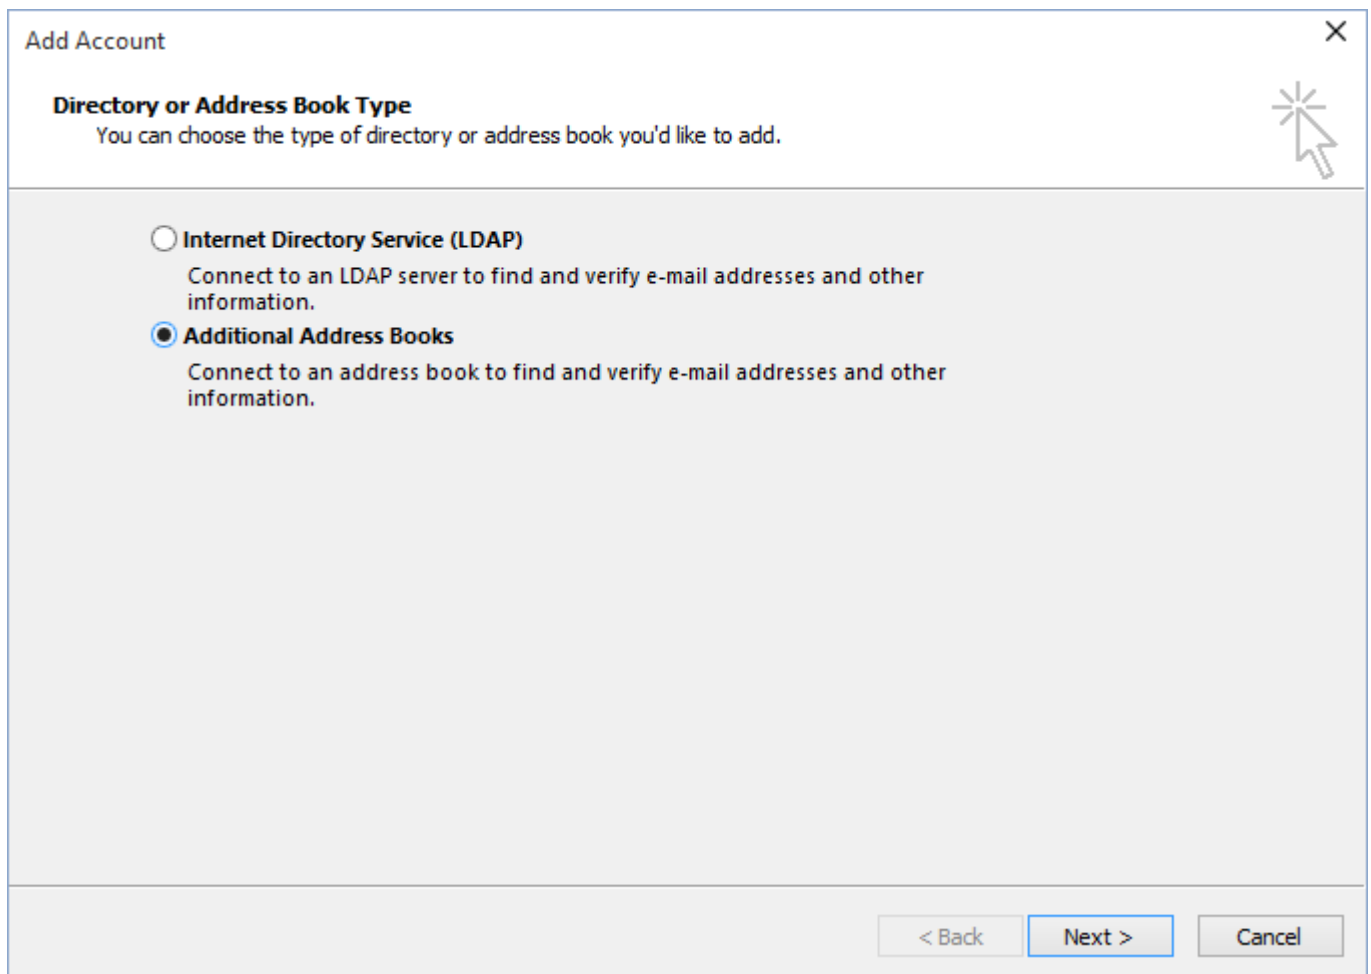 Add Account
Directory or Address Book Type
You can choose the type of directory or address book you'd like to add.
Internet Directory Service (LDAP)
Connect to an LDAP server to find and verify e-mail addresses and other
information.
Additional Address Books
Connect to an address book to find and verify e-mail addresses and other
information.
< Back
Next >
Cancel